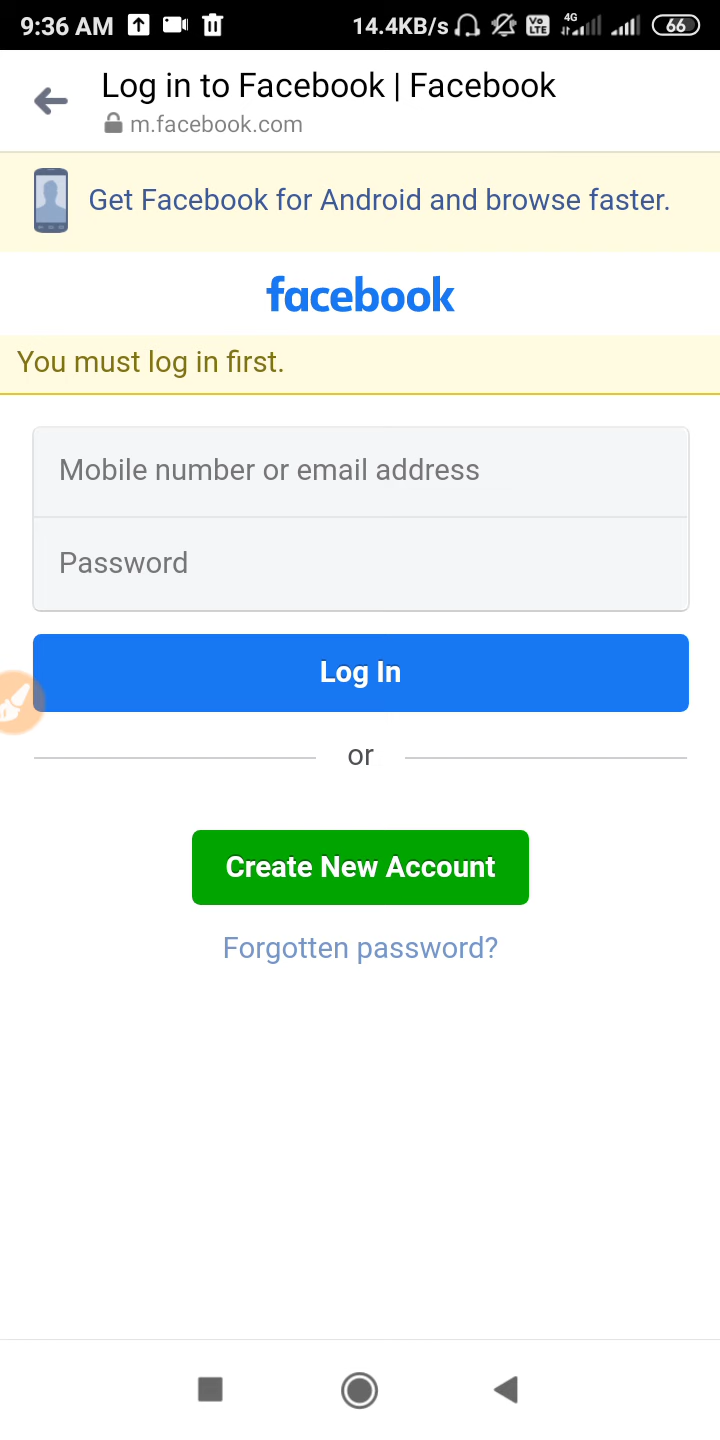 9:36 AM 14.4KB/s Vo LTE 4G 66
Log in to Facebook | Facebook
m.facebook.com
Get Facebook for Android and browse faster.
facebook
You must log in first.
Mobile number or email address
Password
Log In
or
Create New Account
Forgotten password?